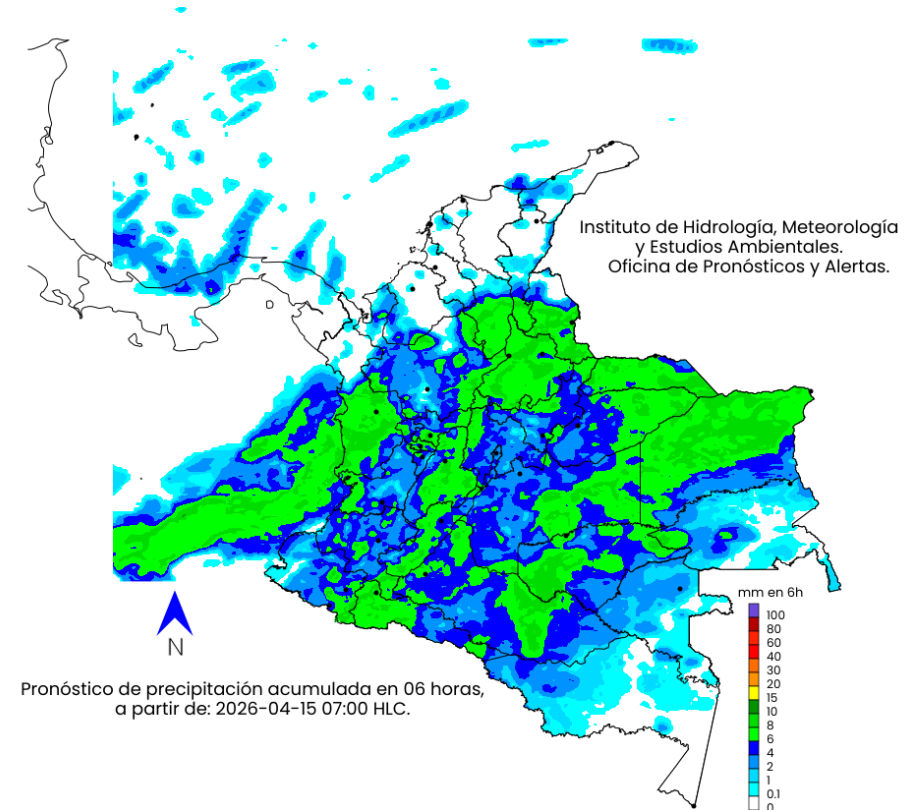 Instituto de Hidrología, Meteorología
y Estudios Ambientales.
Oficina de Pronósticos y Alertas.
mm en 6h
100
80
60
40
30
20
15
10
8
6
4
2
1
0.1
0
N
Pronóstico de precipitación acumulada en 06 horas,
a partir de: 2026-04-15 07:00 HLC.